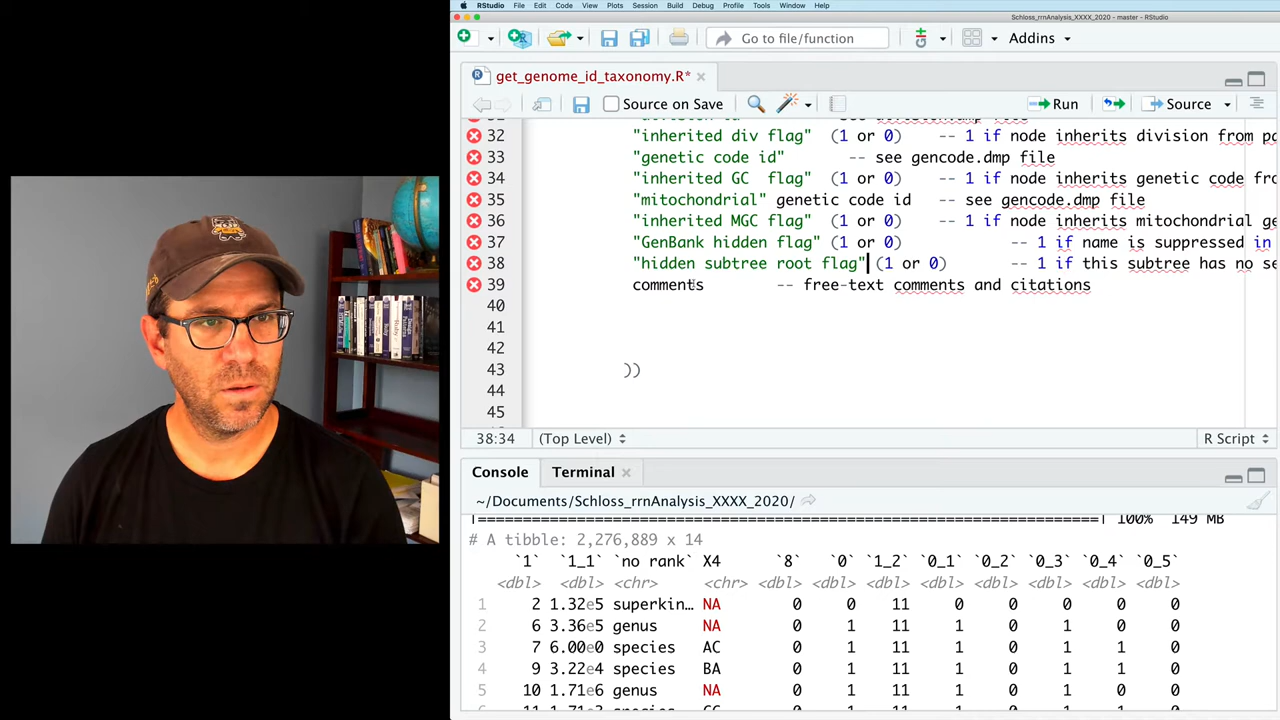 RStudio File Edit Code View Plots Session Build Debug Profile Tools Window Help
Schloss_rrnAnalysis_XXXX_2020 - master - RStudio
Go to file/function Addins
get_genome_id_taxonomy.R*
Source on Save Run Source
32 "inherited div flag" (1 or 0) -- 1 if node inherits division from pa
33 "genetic code id" -- see gencode.dmp file
34 "inherited GC flag" (1 or 0) -- 1 if node inherits genetic code fro
35 "mitochondrial" genetic code id -- see gencode.dmp file
36 "inherited MGC flag" (1 or 0) -- 1 if node inherits mitochondrial ge
37 "GenBank hidden flag" (1 or 0) -- 1 if name is suppressed in
38 "hidden subtree root flag" (1 or 0) -- 1 if this subtree has no se
39 comments -- free-text comments and citations
40
41
42
43 ))
44
45
38:34 (Top Level) R Script
Console Terminal
~/Documents/Schloss_rrnAnalysis_XXXX_2020/
|=====================================================================| 100% 149 MB
# A tibble: 2,276,889 x 14
`1` `1_1` `no rank` X4 `8` `0` `1_2` `0_1` `0_2` `0_3` `0_4` `0_5`
<dbl> <dbl> <chr> <chr> <dbl> <dbl> <dbl> <dbl> <dbl> <dbl> <dbl> <dbl>
1 2 1.32e5 superkin… NA 0 0 11 0 0 0 0 0
2 6 3.36e5 genus NA 0 1 11 1 0 1 0 0
3 7 6.00e0 species AC 0 1 11 1 0 1 1 0
4 9 3.22e4 species BA 0 1 11 1 0 1 1 0
5 10 1.71e6 genus NA 0 1 11 1 0 1 0 0